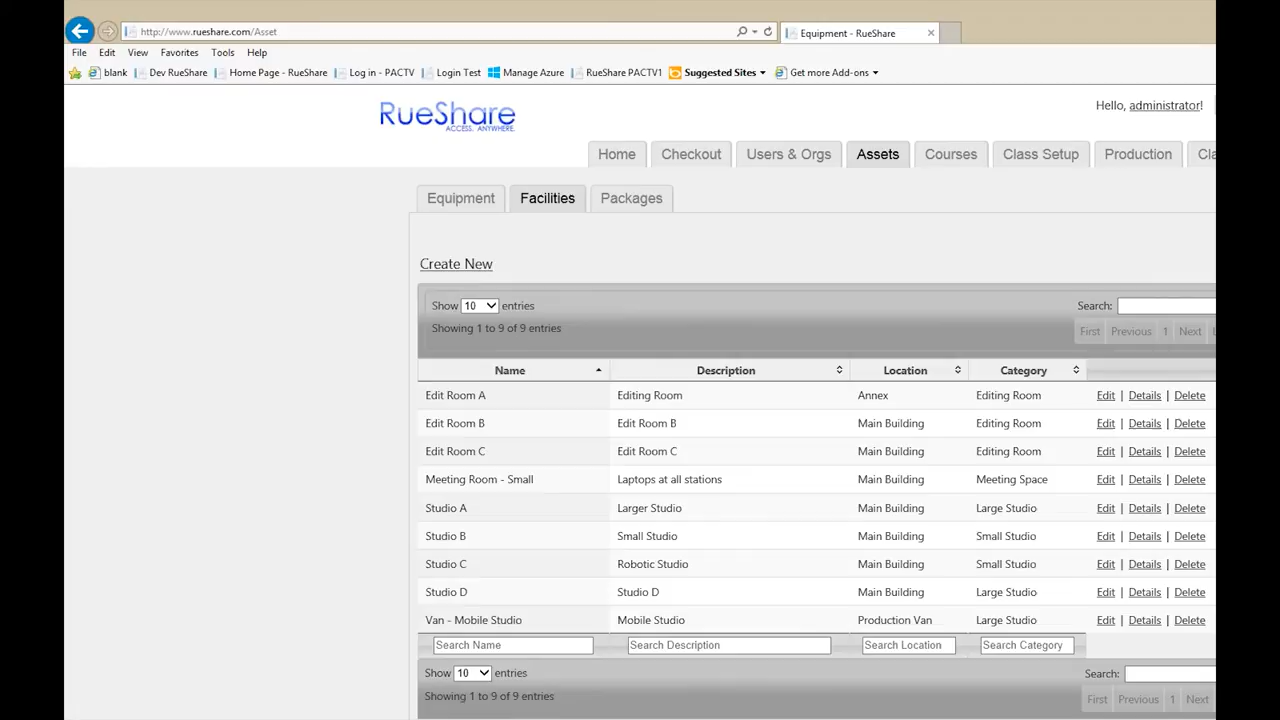 http://www.rueshare.com/Asset
Equipment - RueShare
File Edit View Favorites Tools Help
blank Dev RueShare Home Page - RueShare Log in - PACTV Login Test Manage Azure RueShare PACTV1 Suggested Sites Get more Add-ons
RueShare
ACCESS. ANYWHERE.
Hello, administrator!
Home Checkout Users & Orgs Assets Courses Class Setup Production Cla
Equipment Facilities Packages
Create New
Show 10 entries Search:
Showing 1 to 9 of 9 entries First Previous 1 Next
Name Description Location Category
Edit Room A Editing Room Annex Editing Room Edit | Details | Delete
Edit Room B Edit Room B Main Building Editing Room Edit | Details | Delete
Edit Room C Edit Room C Main Building Editing Room Edit | Details | Delete
Meeting Room - Small Laptops at all stations Main Building Meeting Space Edit | Details | Delete
Studio A Larger Studio Main Building Large Studio Edit | Details | Delete
Studio B Small Studio Main Building Small Studio Edit | Details | Delete
Studio C Robotic Studio Main Building Small Studio Edit | Details | Delete
Studio D Studio D Main Building Large Studio Edit | Details | Delete
Van - Mobile Studio Mobile Studio Production Van Large Studio Edit | Details | Delete
Search Name Search Description Search Location Search Category
Show 10 entries Search:
Showing 1 to 9 of 9 entries First Previous 1 Next